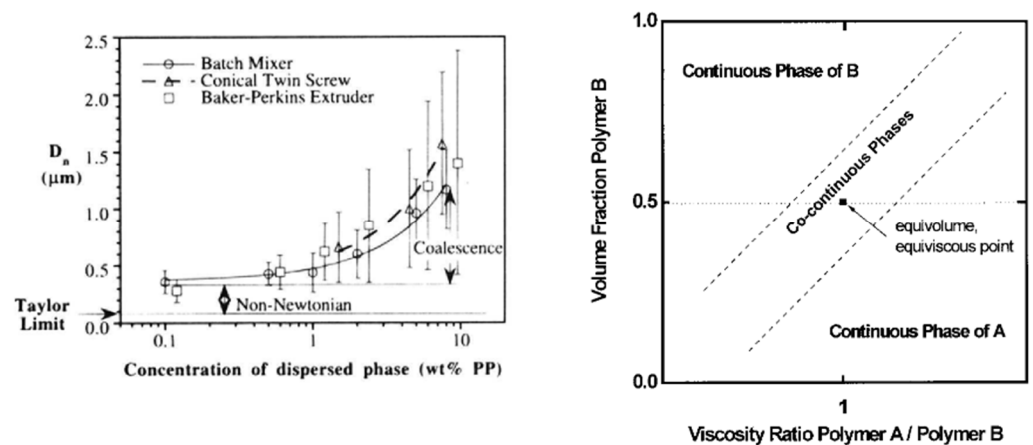 2.5
2.0
1.5
1.0
0.5
0.0
Dn
(μm)
Batch Mixer
Conical Twin Screw
Baker-Perkins Extruder
Coalescence
Non-Newtonian
Taylor
Limit
0.1
1
10
Concentration of dispersed phase (wt% PP)
1.0
0.5
0.0
Volume Fraction Polymer B
Continuous Phase of B
Co-continuous Phases
equivolume,
equiviscous point
Continuous Phase of A
1
Viscosity Ratio Polymer A / Polymer B